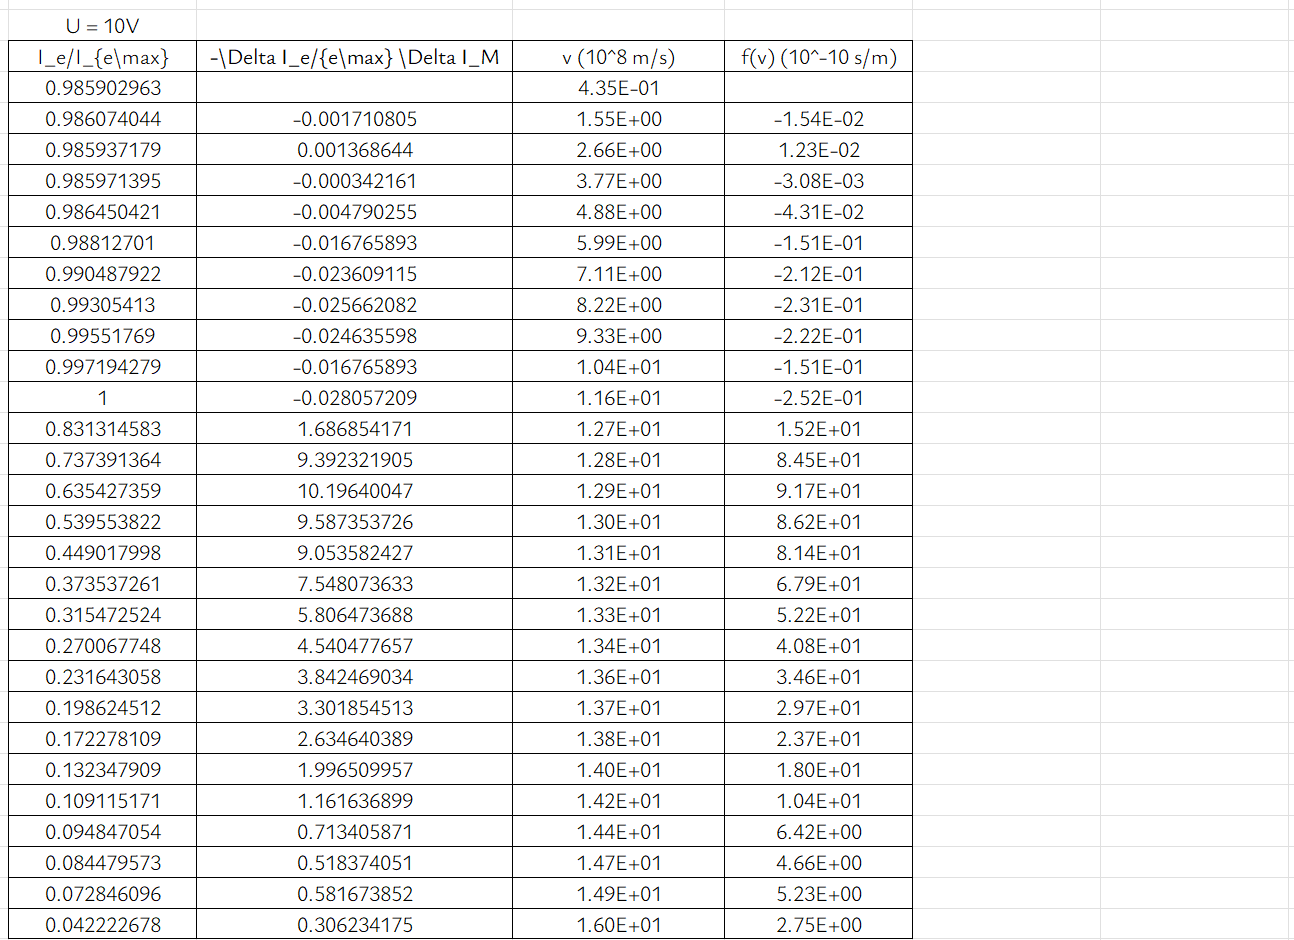 U = 10V
I_e/I_{e\max} -\Delta I_e/{e\max} \Delta I_M v (10^8 m/s) f(v) (10^-10 s/m)
0.985902963 4.35E-01
0.986074044 -0.001710805 1.55E+00 -1.54E-02
0.985937179 0.001368644 2.66E+00 1.23E-02
0.985971395 -0.000342161 3.77E+00 -3.08E-03
0.986450421 -0.004790255 4.88E+00 -4.31E-02
0.98812701 -0.016765893 5.99E+00 -1.51E-01
0.990487922 -0.023609115 7.11E+00 -2.12E-01
0.99305413 -0.025662082 8.22E+00 -2.31E-01
0.99551769 -0.024635598 9.33E+00 -2.22E-01
0.997194279 -0.016765893 1.04E+01 -1.51E-01
1 -0.028057209 1.16E+01 -2.52E-01
0.831314583 1.686854171 1.27E+01 1.52E+01
0.737391364 9.392321905 1.28E+01 8.45E+01
0.635427359 10.19640047 1.29E+01 9.17E+01
0.539553822 9.587353726 1.30E+01 8.62E+01
0.449017998 9.053582427 1.31E+01 8.14E+01
0.373537261 7.548073633 1.32E+01 6.79E+01
0.315472524 5.806473688 1.33E+01 5.22E+01
0.270067748 4.540477657 1.34E+01 4.08E+01
0.231643058 3.842469034 1.36E+01 3.46E+01
0.198624512 3.301854513 1.37E+01 2.97E+01
0.172278109 2.634640389 1.38E+01 2.37E+01
0.132347909 1.996509957 1.40E+01 1.80E+01
0.109115171 1.161636899 1.42E+01 1.04E+01
0.094847054 0.713405871 1.44E+01 6.42E+00
0.084479573 0.518374051 1.47E+01 4.66E+00
0.072846096 0.581673852 1.49E+01 5.23E+00
0.042222678 0.306234175 1.60E+01 2.75E+00